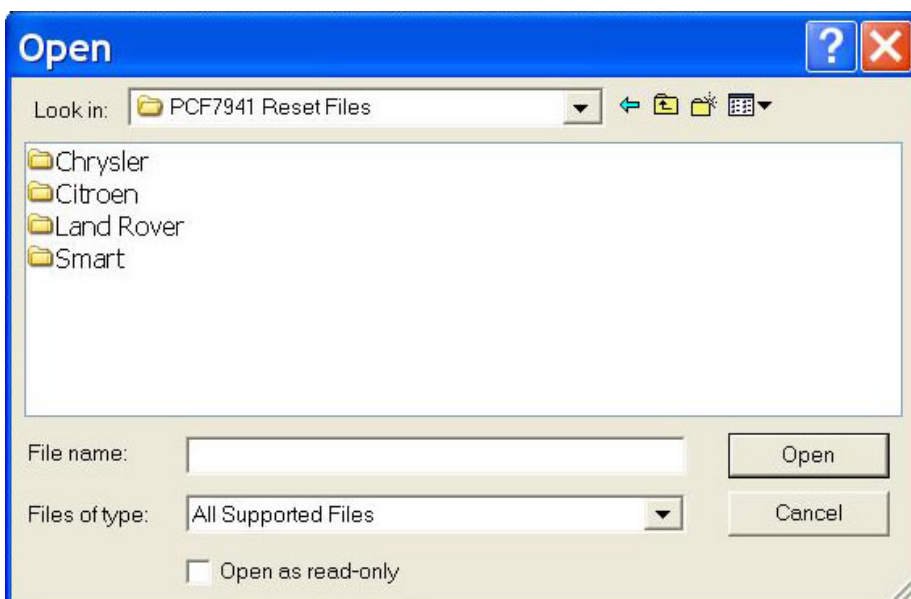 Open
Look in: PCF7941 Reset Files
Chrysler
Citroen
Land Rover
Smart
File name: Open
Files of type: All Supported Files Cancel
Open as read-only